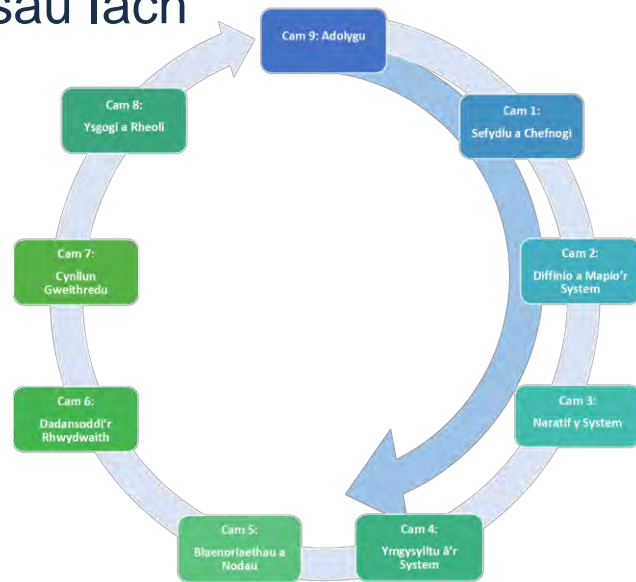 sau Iach
Cam 9: Adolygu
Cam 1:
Sefydlu a Chefnogi
Cam 2:
Diffinio a Mapio'r
System
Cam 3:
Naratif y System
Cam 4:
Ymgysylltu â'r
System
Cam 5:
Blaenoriaethau a
Nodau
Cam 6:
Dadansoddi'r
Rhwydwaith
Cam 7:
Cynllun
Gweithredu
Cam 8:
Ysgogi a Rheoli